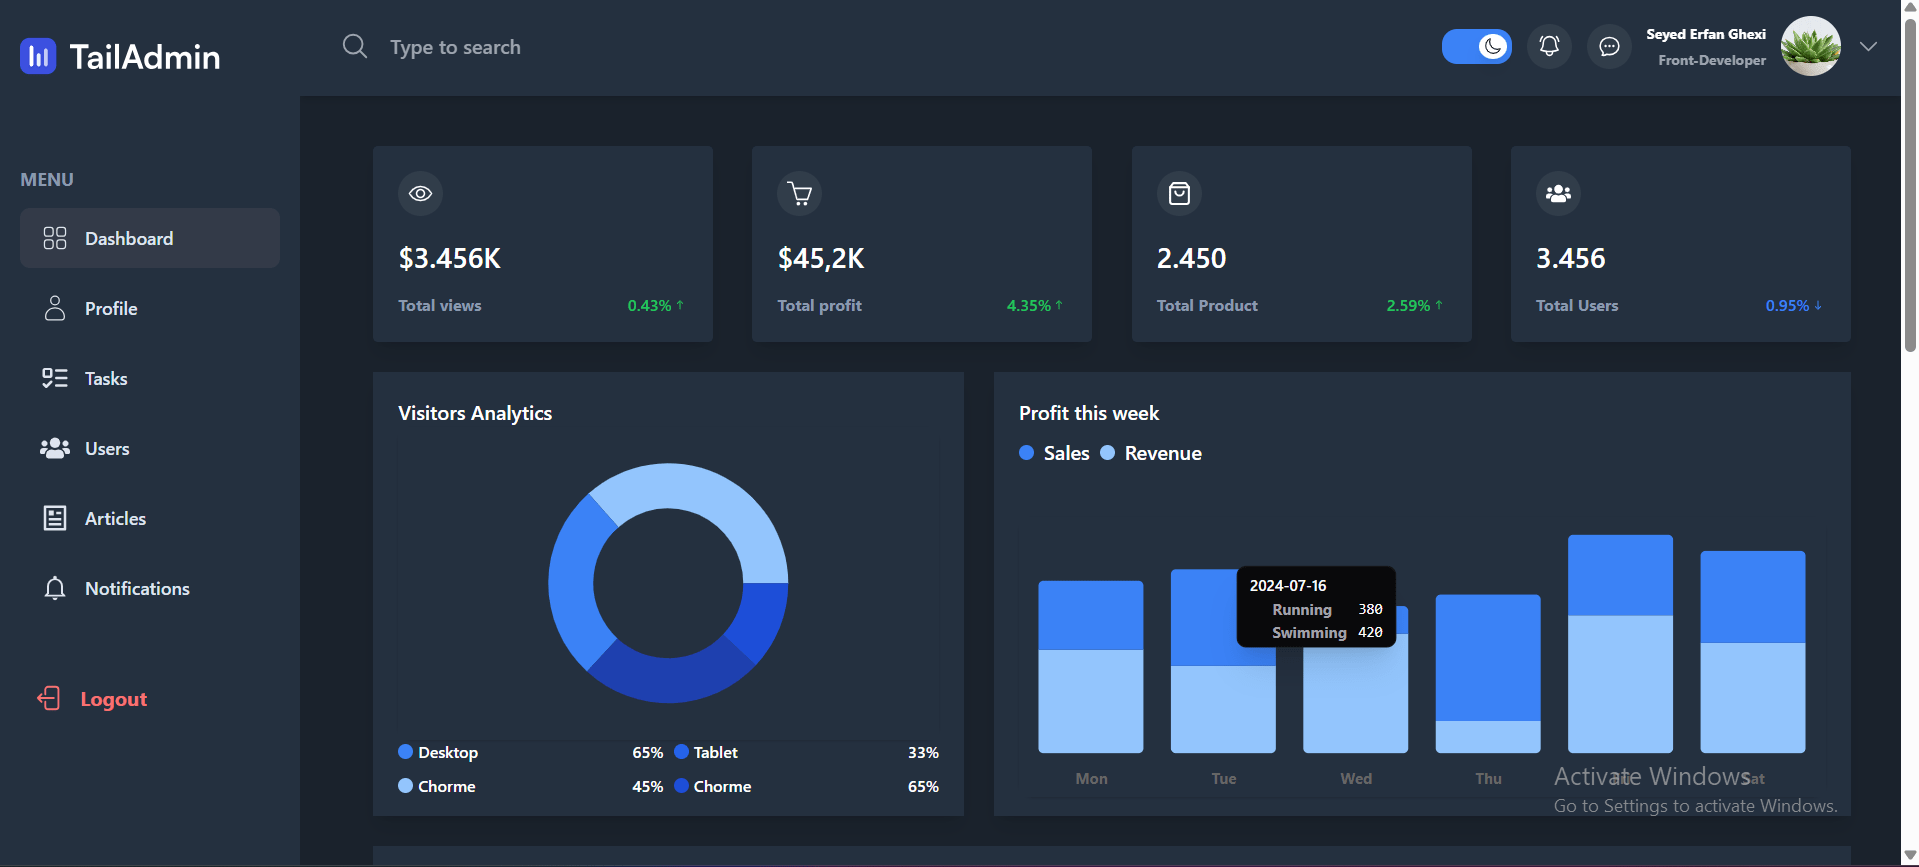 TailAdmin
Type to search
Seyed Erfan Ghexi
Front-Developer
MENU
Dashboard
Profile
Tasks
Users
Articles
Notifications
Logout
$3.456K
Total views 0.43% ↑
$45,2K
Total profit 4.35% ↑
2.450
Total Product 2.59% ↑
3.456
Total Users 0.95% ↓
Visitors Analytics
Desktop 65% Tablet 33%
Chorme 45% Chorme 65%
Profit this week
Sales Revenue
2024-07-16
Running 380
Swimming 420
Mon Tue Wed Thu Fri Sat
Activate Windows
Go to Settings to activate Windows.